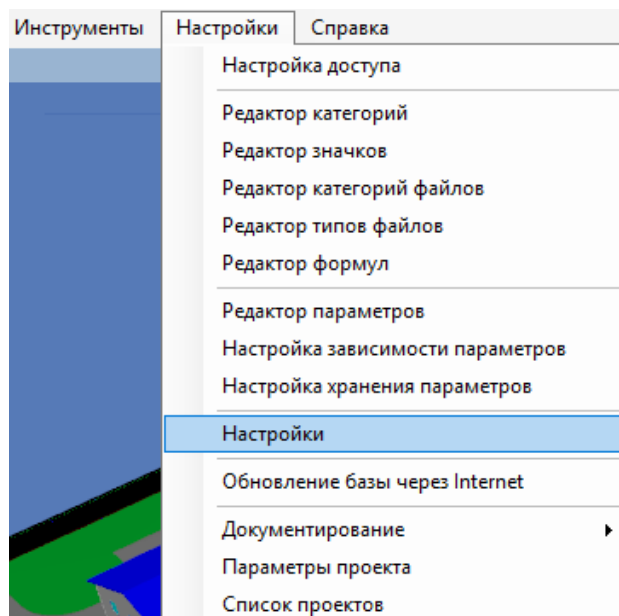 Инструменты Настройки Справка
Настройка доступа
Редактор категорий
Редактор значков
Редактор категорий файлов
Редактор типов файлов
Редактор формул
Редактор параметров
Настройка зависимости параметров
Настройка хранения параметров
Настройки
Обновление базы через Internet
Документирование
Параметры проекта
Список проектов